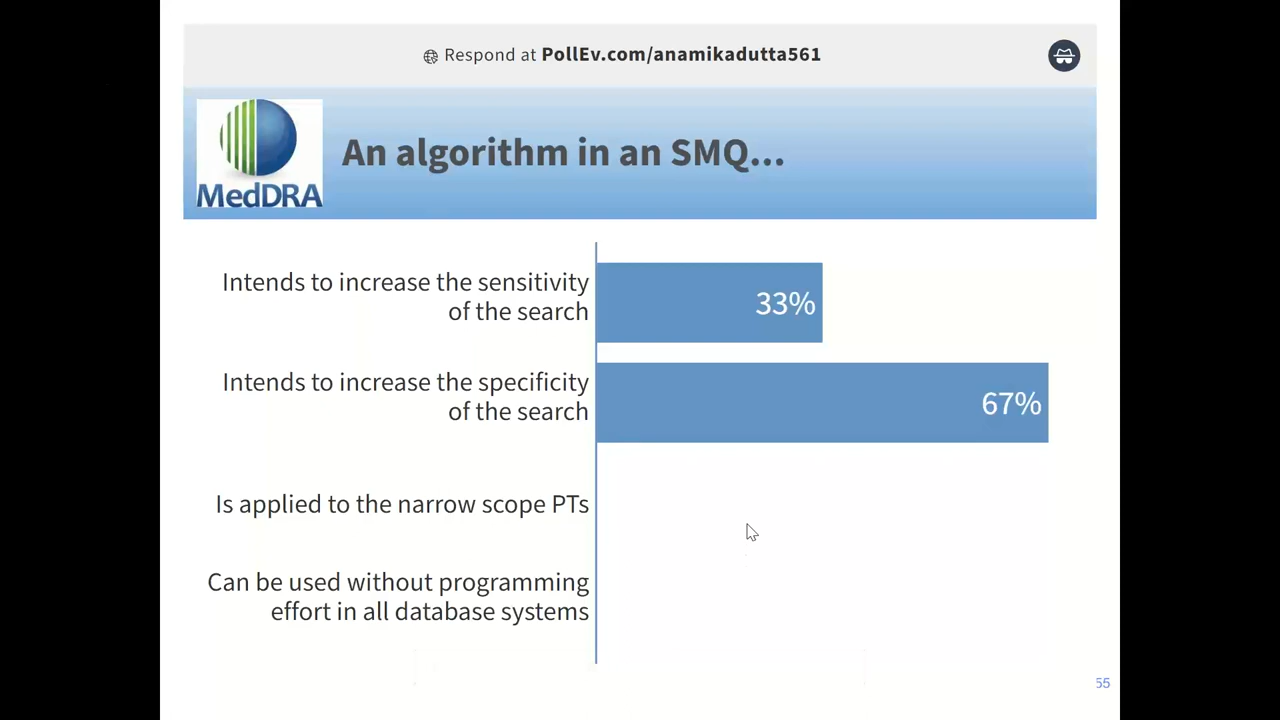 Respond at PollEv.com/anamikadutta561
MedDRA
An algorithm in an SMQ...
Intends to increase the sensitivity
of the search
33%
Intends to increase the specificity
of the search
67%
Is applied to the narrow scope PTs
Can be used without programming
effort in all database systems
55